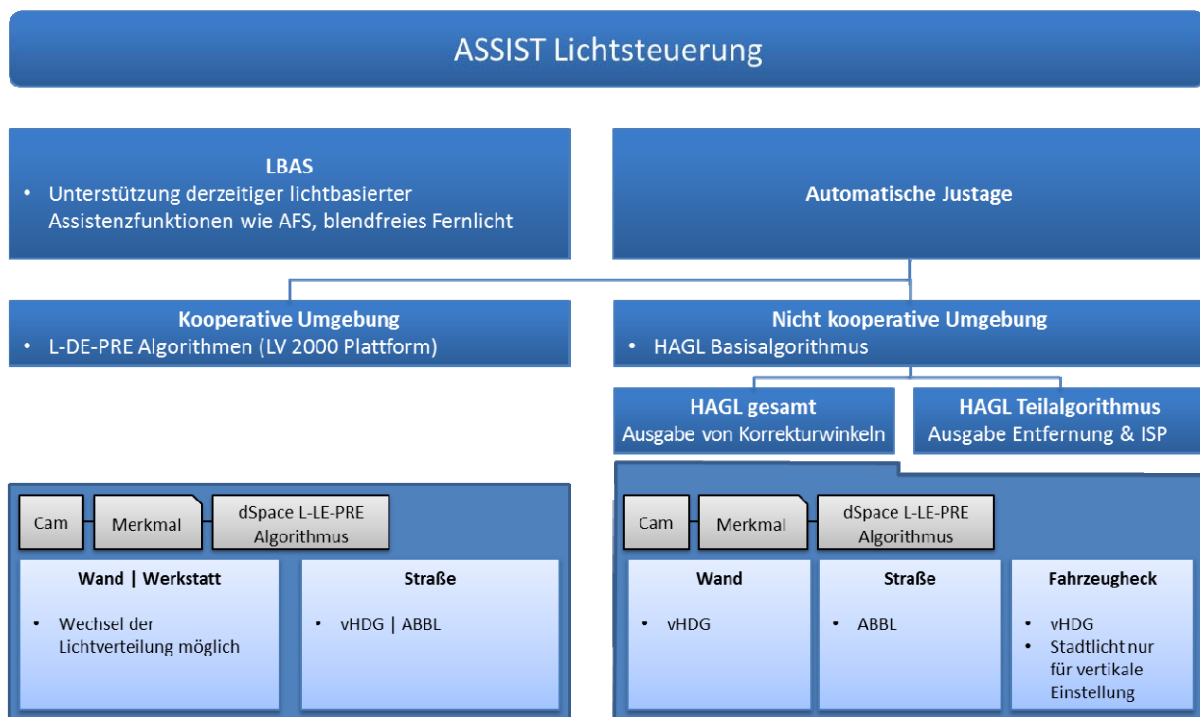 ASSIST Lichtsteuerung
LBAS
• Unterstützung derzeitiger lichtbasierter
Assistenzfunktionen wie AFS, blendfreies Fernlicht
Automatische Justage
Kooperative Umgebung
• L-DE-PRE Algorithmen (LV 2000 Plattform)
Nicht kooperative Umgebung
• HAGL Basisalgorithmus
HAGL gesamt
Ausgabe von Korrekturwinkeln
HAGL Teilalgorithmus
Ausgabe Entfernung & ISP
Cam
Merkmal
dSpace L-LE-PRE
Algorithmus
Wand | Werkstatt
• Wechsel der
Lichtverteilung möglich
Straße
• vHDG | ABBL
Cam
Merkmal
dSpace L-LE-PRE
Algorithmus
Wand
• vHDG
Straße
• ABBL
Fahrzeugheck
• vHDG
• Stadtlicht nur
für vertikale
Einstellung